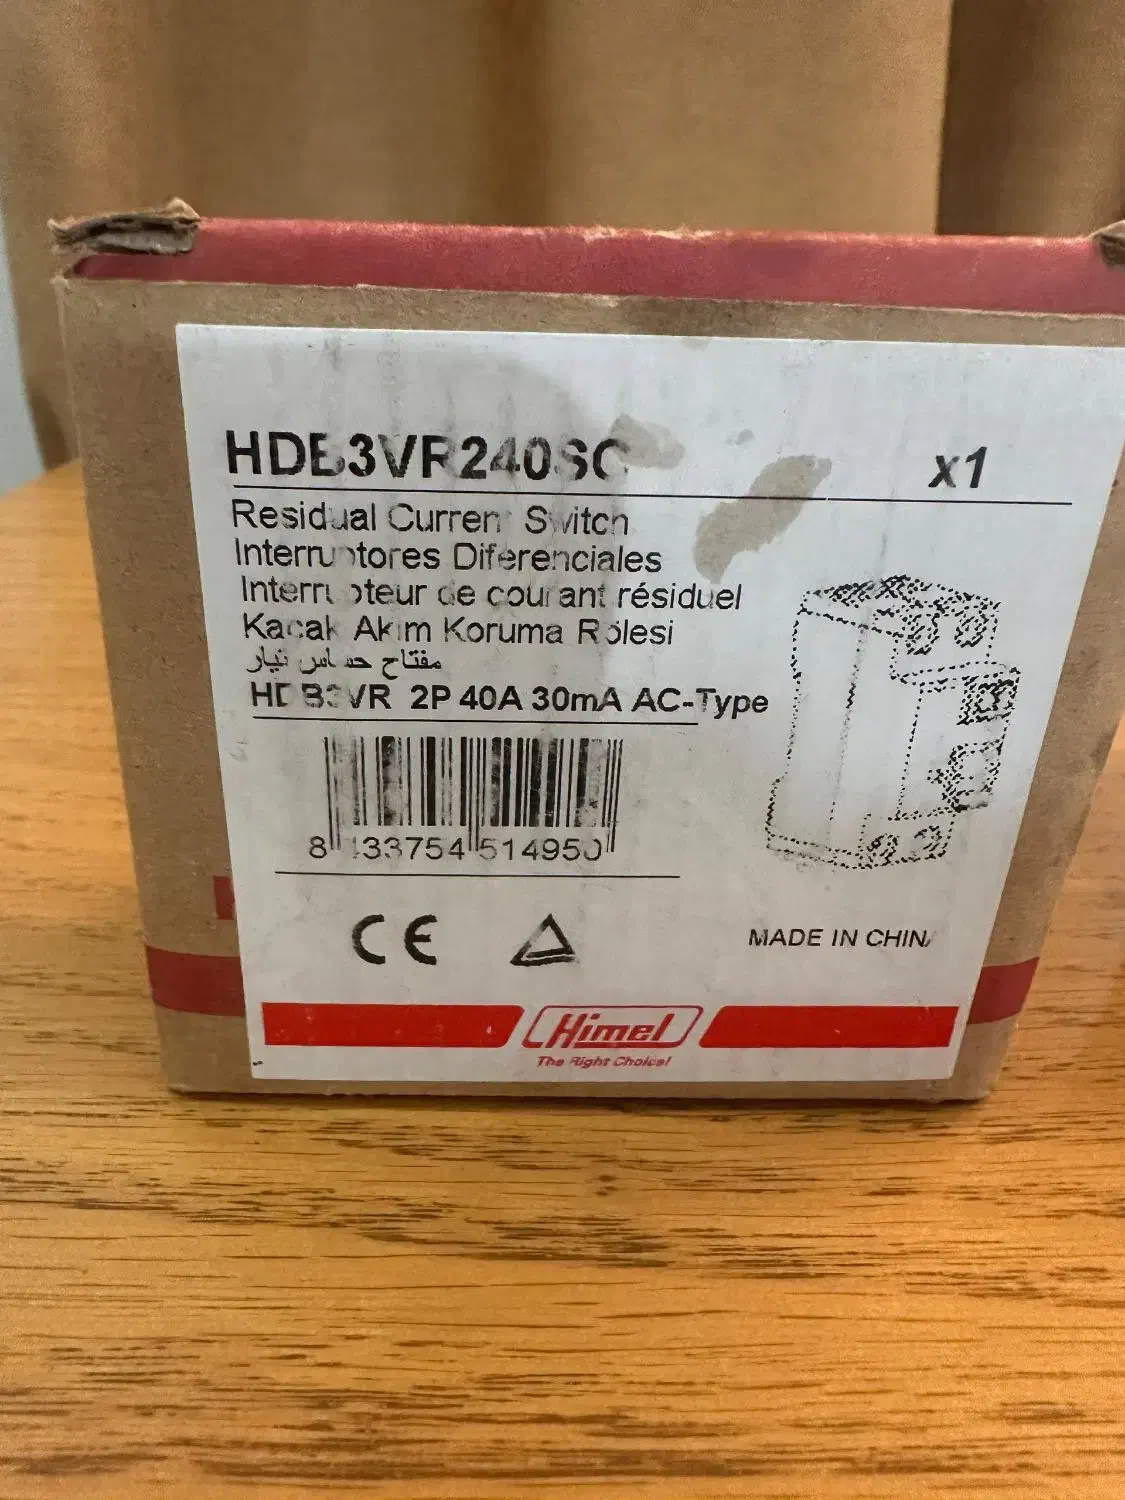 HDB3VR240SC x1
Residual Current Switch
Interruptores Diferenciales
Interrupteur de courant résiduel
Kaçak Akım Koruma Rölesi
مفتاح حساس تيار
HDB3VR 2P 40A 30mA AC-Type
8 433754 514950
CE
MADE IN CHINA
Himel
The Right Choice!